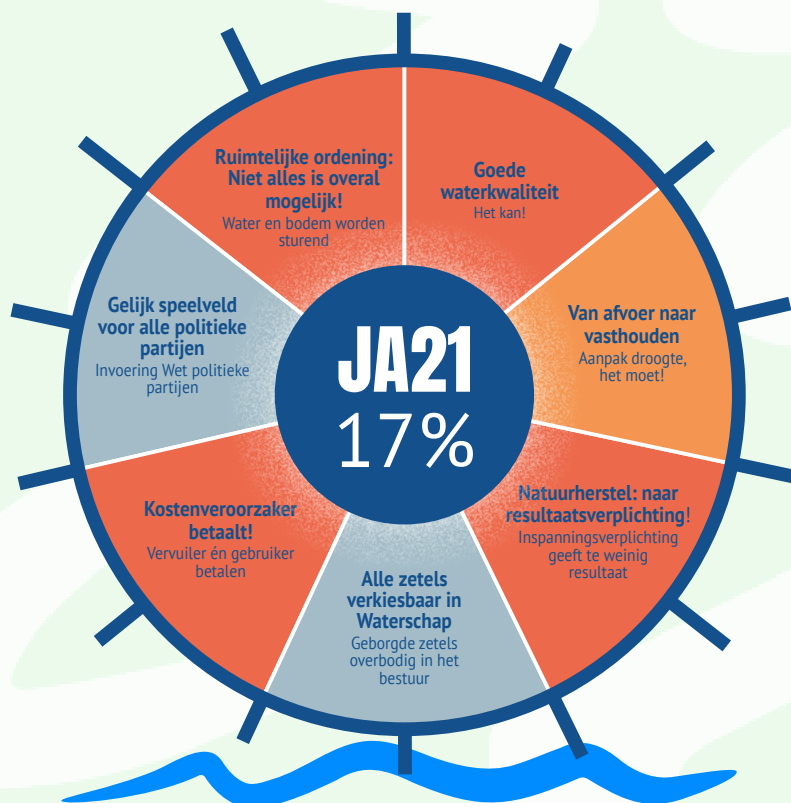 Ruimtelijke ordening:
Niet alles is overal
mogelijk!
Water en bodem worden
sturend
Goede
waterkwaliteit
Het kan!
Van afvoer naar
vasthouden
Aanpak droogte,
het moet!
Natuurherstel: naar
resultaatsverplichting!
Inspanningsverplichting
geeft te weinig
resultaat
Alle zetels
verkiesbaar in
Waterschap
Geborgde zetels
overbodig in het
bestuur
Kostenveroorzaker
betaalt!
Vervuiler én gebruiker
betalen
Gelijk speelveld
voor alle politieke
partijen
Invoering Wet politieke
partijen
JA21
17%